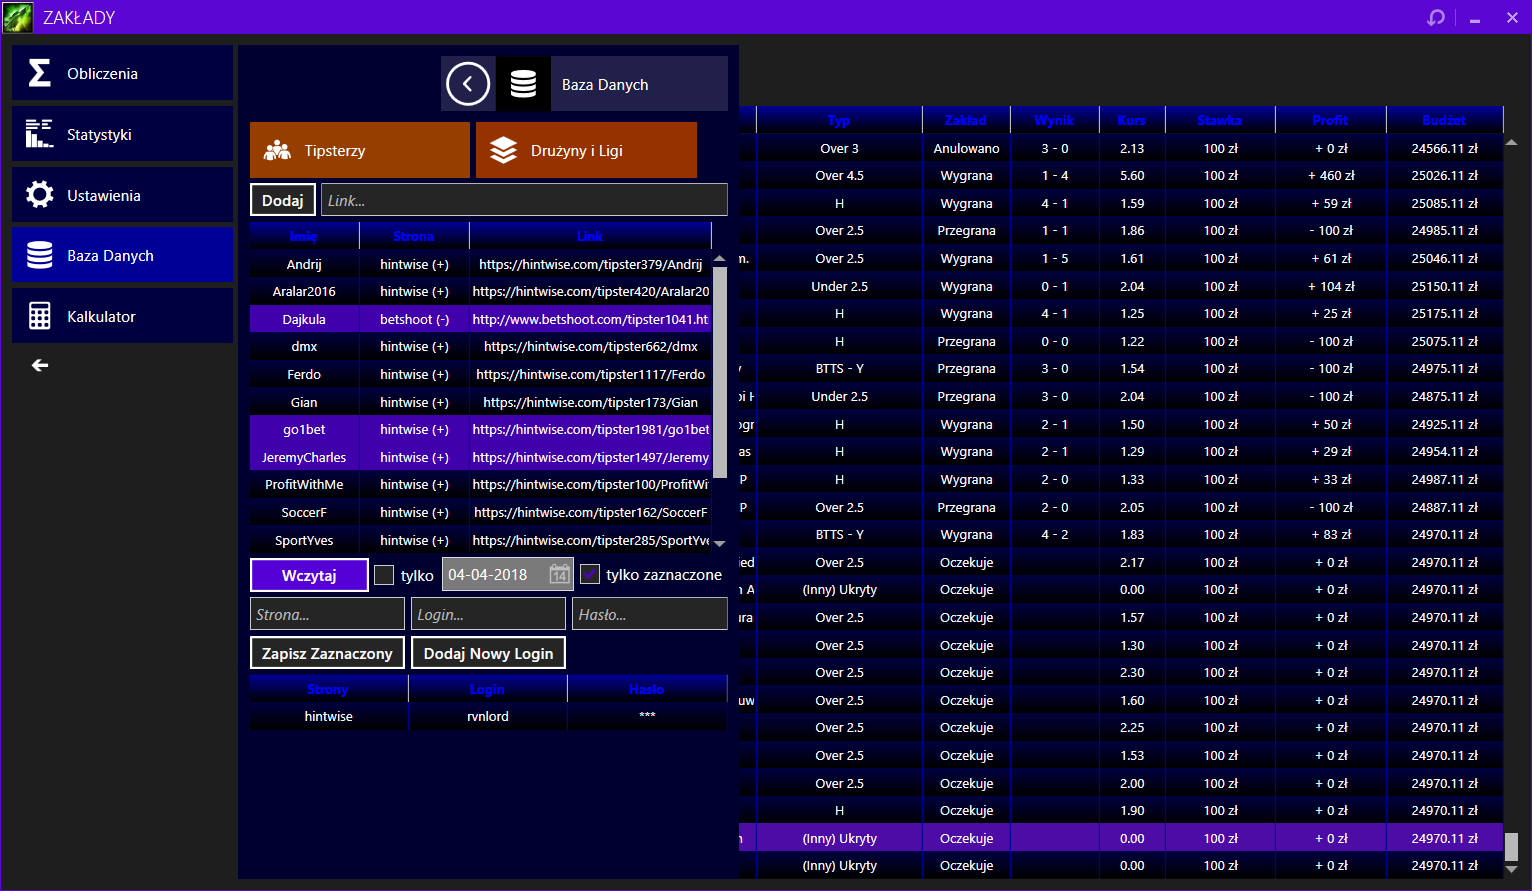 ZAKŁADY
Obliczenia
Statystyki
Ustawienia
Baza Danych
Kalkulator
Baza Danych
Tipsterzy
Drużyny i Ligi
Dodaj
Link...
Imię Strona Link
Andrij hintwise (+) https://hintwise.com/tipster379/Andrij
Aralar2016 hintwise (+) https://hintwise.com/tipster420/Aralar20
Dajkula betshoot (-) http://www.betshoot.com/tipster1041.ht
dmx hintwise (+) https://hintwise.com/tipster662/dmx
Ferdo hintwise (+) https://hintwise.com/tipster1117/Ferdo
Gian hintwise (+) https://hintwise.com/tipster173/Gian
go1bet hintwise (+) https://hintwise.com/tipster1981/go1bet
JeremyCharles hintwise (+) https://hintwise.com/tipster1497/Jeremy
ProfitWithMe hintwise (+) https://hintwise.com/tipster100/ProfitWi
SoccerF hintwise (+) https://hintwise.com/tipster162/SoccerF
SportYves hintwise (+) https://hintwise.com/tipster285/SportYve
Wczytaj tylko 04-04-2018 14 tylko zaznaczone
Strona... Login... Hasło...
Zapisz Zaznaczony Dodaj Nowy Login
Strony Login Hasło
hintwise rvnlord ***
Typ Zakład Wynik Kurs Stawka Profit Budżet
Over 3 Anulowano 3 - 0 2.13 100 zł + 0 zł 24566.11 zł
Over 4.5 Wygrana 1 - 4 5.60 100 zł + 460 zł 25026.11 zł
H Wygrana 4 - 1 1.59 100 zł + 59 zł 25085.11 zł
Over 2.5 Przegrana 1 - 1 1.86 100 zł - 100 zł 24985.11 zł
m. Over 2.5 Wygrana 1 - 5 1.61 100 zł + 61 zł 25046.11 zł
Under 2.5 Wygrana 0 - 1 2.04 100 zł + 104 zł 25150.11 zł
H Wygrana 4 - 1 1.25 100 zł + 25 zł 25175.11 zł
H Przegrana 0 - 0 1.22 100 zł - 100 zł 25075.11 zł
BTTS - Y Przegrana 3 - 0 1.54 100 zł - 100 zł 24975.11 zł
Under 2.5 Przegrana 3 - 0 2.04 100 zł - 100 zł 24875.11 zł
H Wygrana 2 - 1 1.50 100 zł + 50 zł 24925.11 zł
as H Wygrana 2 - 1 1.29 100 zł + 29 zł 24954.11 zł
P H Wygrana 2 - 0 1.33 100 zł + 33 zł 24987.11 zł
P Over 2.5 Przegrana 2 - 0 2.05 100 zł - 100 zł 24887.11 zł
BTTS - Y Wygrana 4 - 2 1.83 100 zł + 83 zł 24970.11 zł
ied Over 2.5 Oczekuje 2.17 100 zł + 0 zł 24970.11 zł
(Inny) Ukryty Oczekuje 0.00 100 zł + 0 zł 24970.11 zł
ura Over 2.5 Oczekuje 1.57 100 zł + 0 zł 24970.11 zł
Over 2.5 Oczekuje 1.30 100 zł + 0 zł 24970.11 zł
Over 2.5 Oczekuje 2.30 100 zł + 0 zł 24970.11 zł
uw Over 2.5 Oczekuje 1.60 100 zł + 0 zł 24970.11 zł
Over 2.5 Oczekuje 2.25 100 zł + 0 zł 24970.11 zł
Over 2.5 Oczekuje 1.53 100 zł + 0 zł 24970.11 zł
Over 2.5 Oczekuje 2.00 100 zł + 0 zł 24970.11 zł
H Oczekuje 1.90 100 zł + 0 zł 24970.11 zł
(Inny) Ukryty Oczekuje 0.00 100 zł + 0 zł 24970.11 zł
(Inny) Ukryty Oczekuje 0.00 100 zł + 0 zł 24970.11 zł